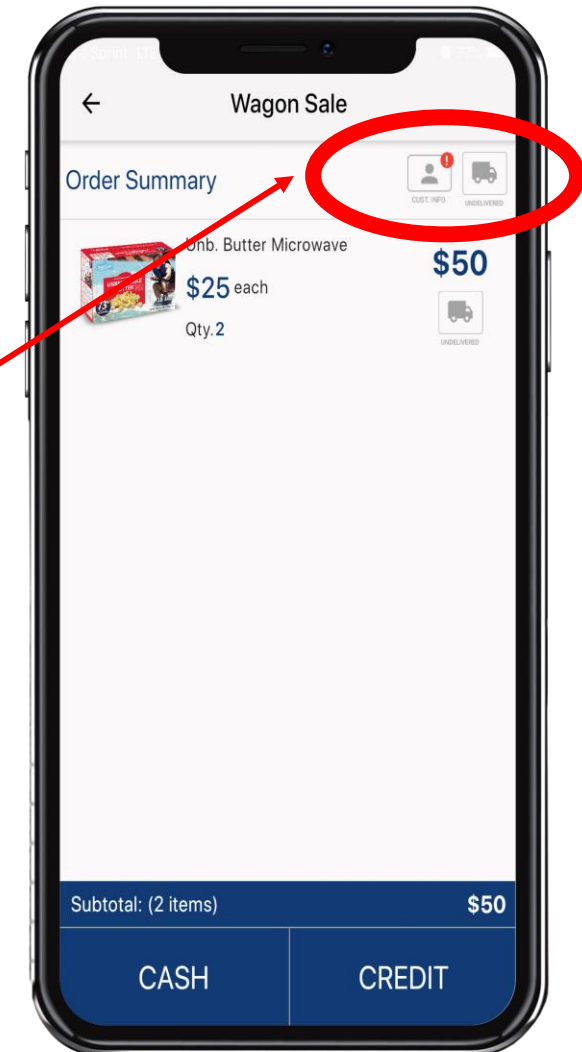 Wagon Sale
Order Summary
CUST. INFO
UNDELIVERED
Unb. Butter Microwave
$25 each
$50
Qty. 2
UNDELIVERED
Subtotal: (2 items)
$50
CASH
CREDIT